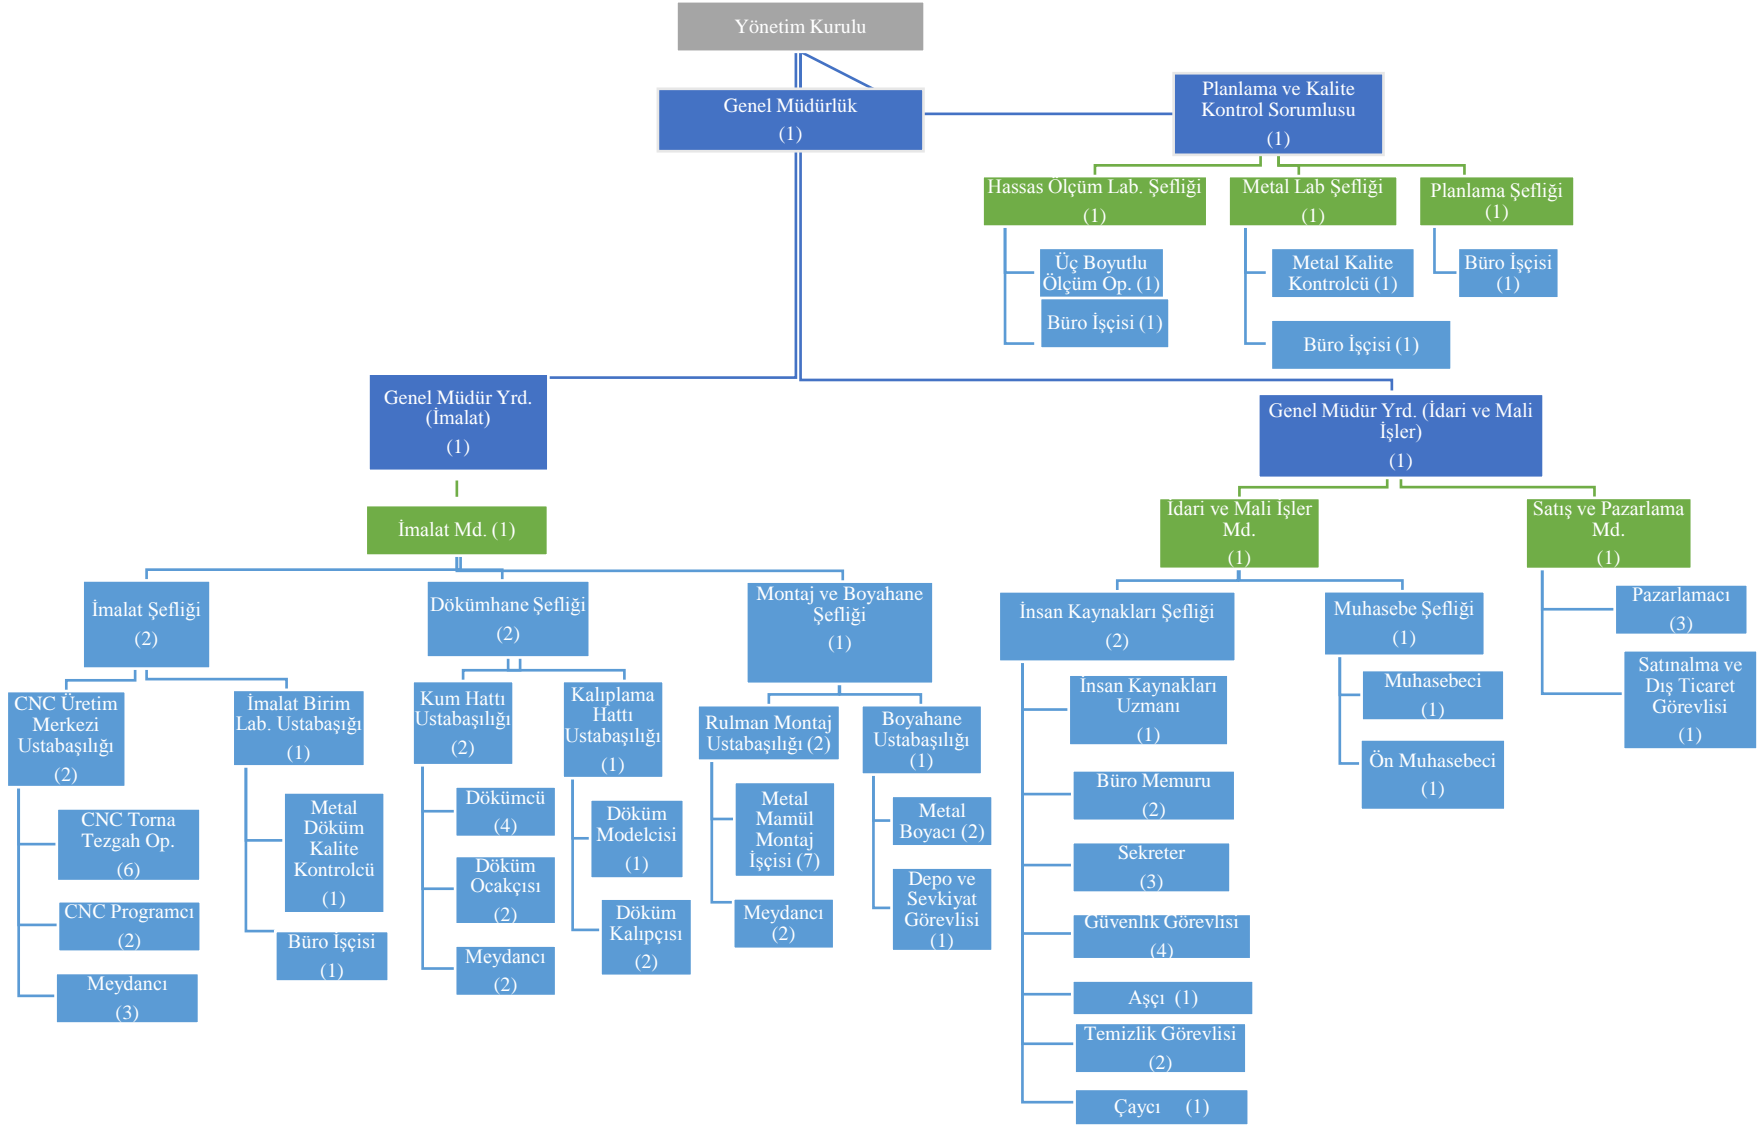 Yönetim Kurulu
Genel Müdürlük
(1)
Planlama ve Kalite
Kontrol Sorumlusu
(1)
Hassas Ölçüm Lab. Şefliği
(1)
Metal Lab Şefliği
(1)
Planlama Şefliği
(1)
Üç Boyutlu
Ölçüm Op. (1)
Büro İşçisi (1)
Metal Kalite
Kontrolcü (1)
Büro İşçisi (1)
Büro İşçisi
(1)
Genel Müdür Yrd.
(İmalat)
(1)
Genel Müdür Yrd. (İdari ve Mali
İşler)
(1)
İmalat Md. (1)
İdari ve Mali İşler
Md.
(1)
Satış ve Pazarlama
Md.
(1)
İmalat Şefliği
(2)
Dökümhane Şefliği
(2)
Montaj ve Boyahane
Şefliği
(1)
İnsan Kaynakları Şefliği
(2)
Muhasebe Şefliği
(1)
Pazarlamacı
(3)
Satınalma ve
Dış Ticaret
Görevlisi
(1)
CNC Üretim
Merkezi
Ustabaşılığı
(2)
İmalat Birim
Lab. Ustabaşığı
(1)
Kum Hattı
Ustabaşılığı
(2)
Kalıplama
Hattı
Ustabaşılığı
(1)
Rulman Montaj
Ustabaşılığı (2)
Boyahane
Ustabaşılığı
(1)
İnsan Kaynakları
Uzmanı
(1)
Muhasebeci
(1)
Ön Muhasebeci
(1)
CNC Torna
Tezgah Op.
(6)
CNC Programcı
(2)
Meydancı
(3)
Metal
Döküm
Kalite
Kontrolcü
(1)
Büro İşçisi
(1)
Dökümcü
(4)
Döküm
Ocakçısı
(2)
Meydancı
(2)
Döküm
Modelcisi
(1)
Döküm
Kalıpçısı
(2)
Metal
Mamül
Montaj
İşçisi (7)
Meydancı
(2)
Metal
Boyacı (2)
Depo ve
Sevkiyat
Görevlisi
(1)
Büro Memuru
(2)
Sekreter
(3)
Güvenlik Görevlisi
(4)
Aşçı (1)
Temizlik Görevlisi
(2)
Çaycı (1)